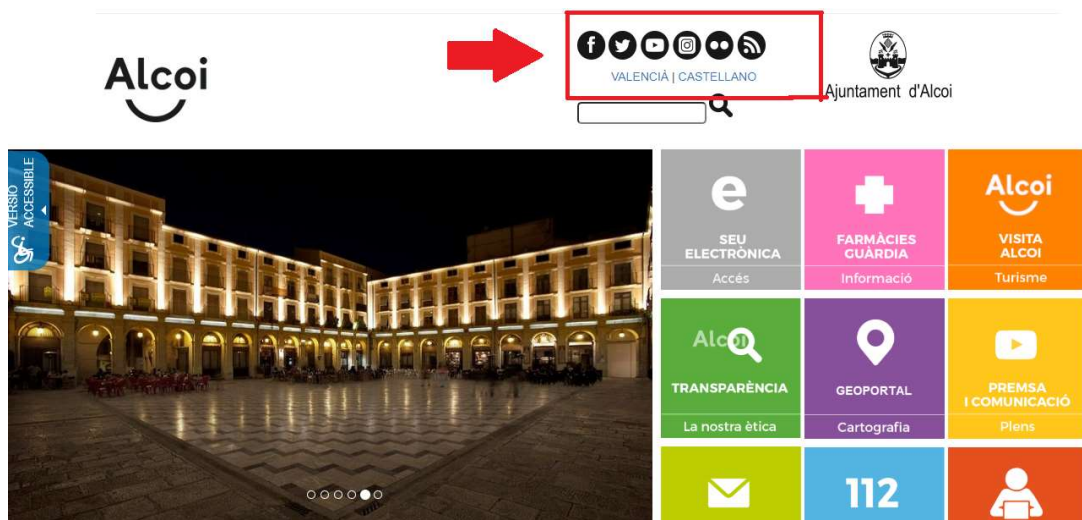 Alcoi
VALENCIÀ | CASTELLANO
Ajuntament d'Alcoi
VERSIÓ
ACCESSIBLE
e
SEU
ELECTRÒNICA
Accés
FARMÀCIES
GUÀRDIA
Informació
Alcoi
VISITA
ALCOI
Turisme
Alcoi
TRANSPARÈNCIA
La nostra ètica
GEOPORTAL
Cartografia
PREMSA
I COMUNICACIÓ
Plens
112